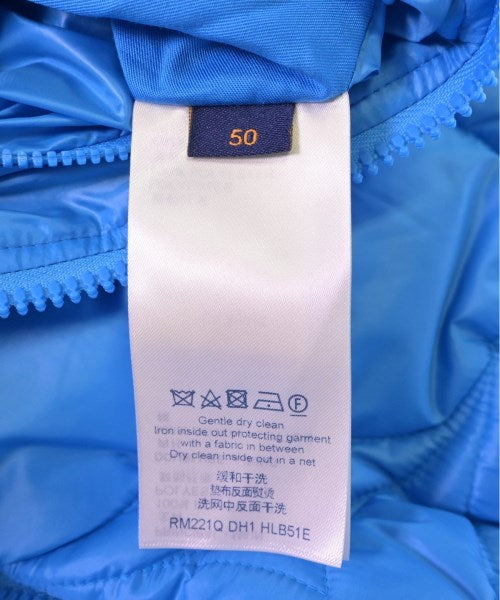 50
Gentle dry clean
Iron inside out protecting garment
with a fabric in between
Dry clean inside out in a net
缓和干洗
垫布反面熨烫
洗网中反面干洗
RM221Q DH1 HLB51E